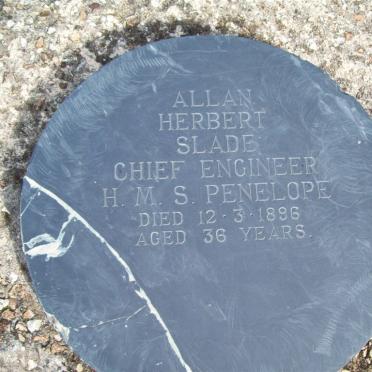 ALLAN
HERBERT
SLADE
CHIEF ENGINEER
H. M. S. PENELOPE
DIED 12 · 3 · 1896
AGED 36 YEARS.